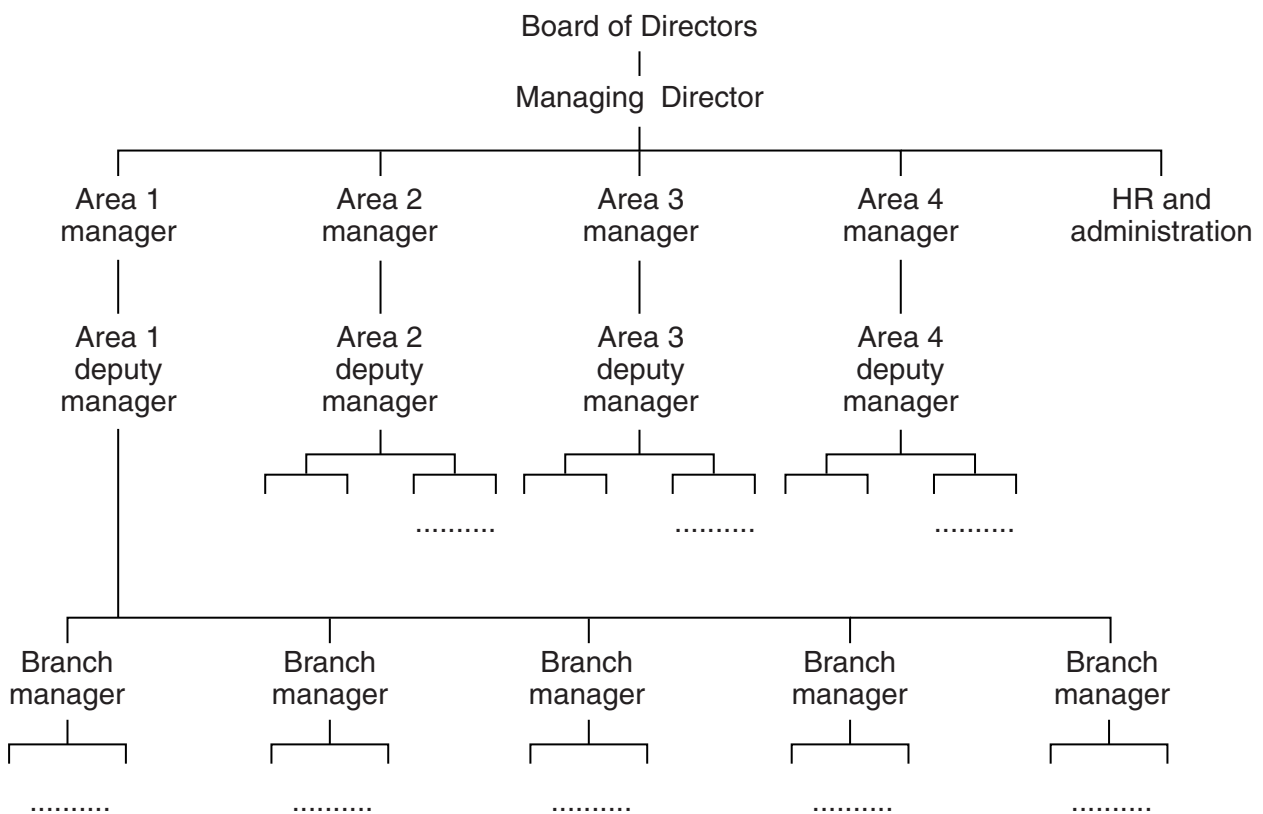 Board of Directors
Managing Director
Area 1
manager
Area 2
manager
Area 3
manager
Area 4
manager
HR and
administration
Area 1
deputy
manager
Area 2
deputy
manager
Area 3
deputy
manager
Area 4
deputy
manager
..........
..........
..........
Branch
manager
Branch
manager
Branch
manager
Branch
manager
Branch
manager
..........
..........
..........
..........
..........